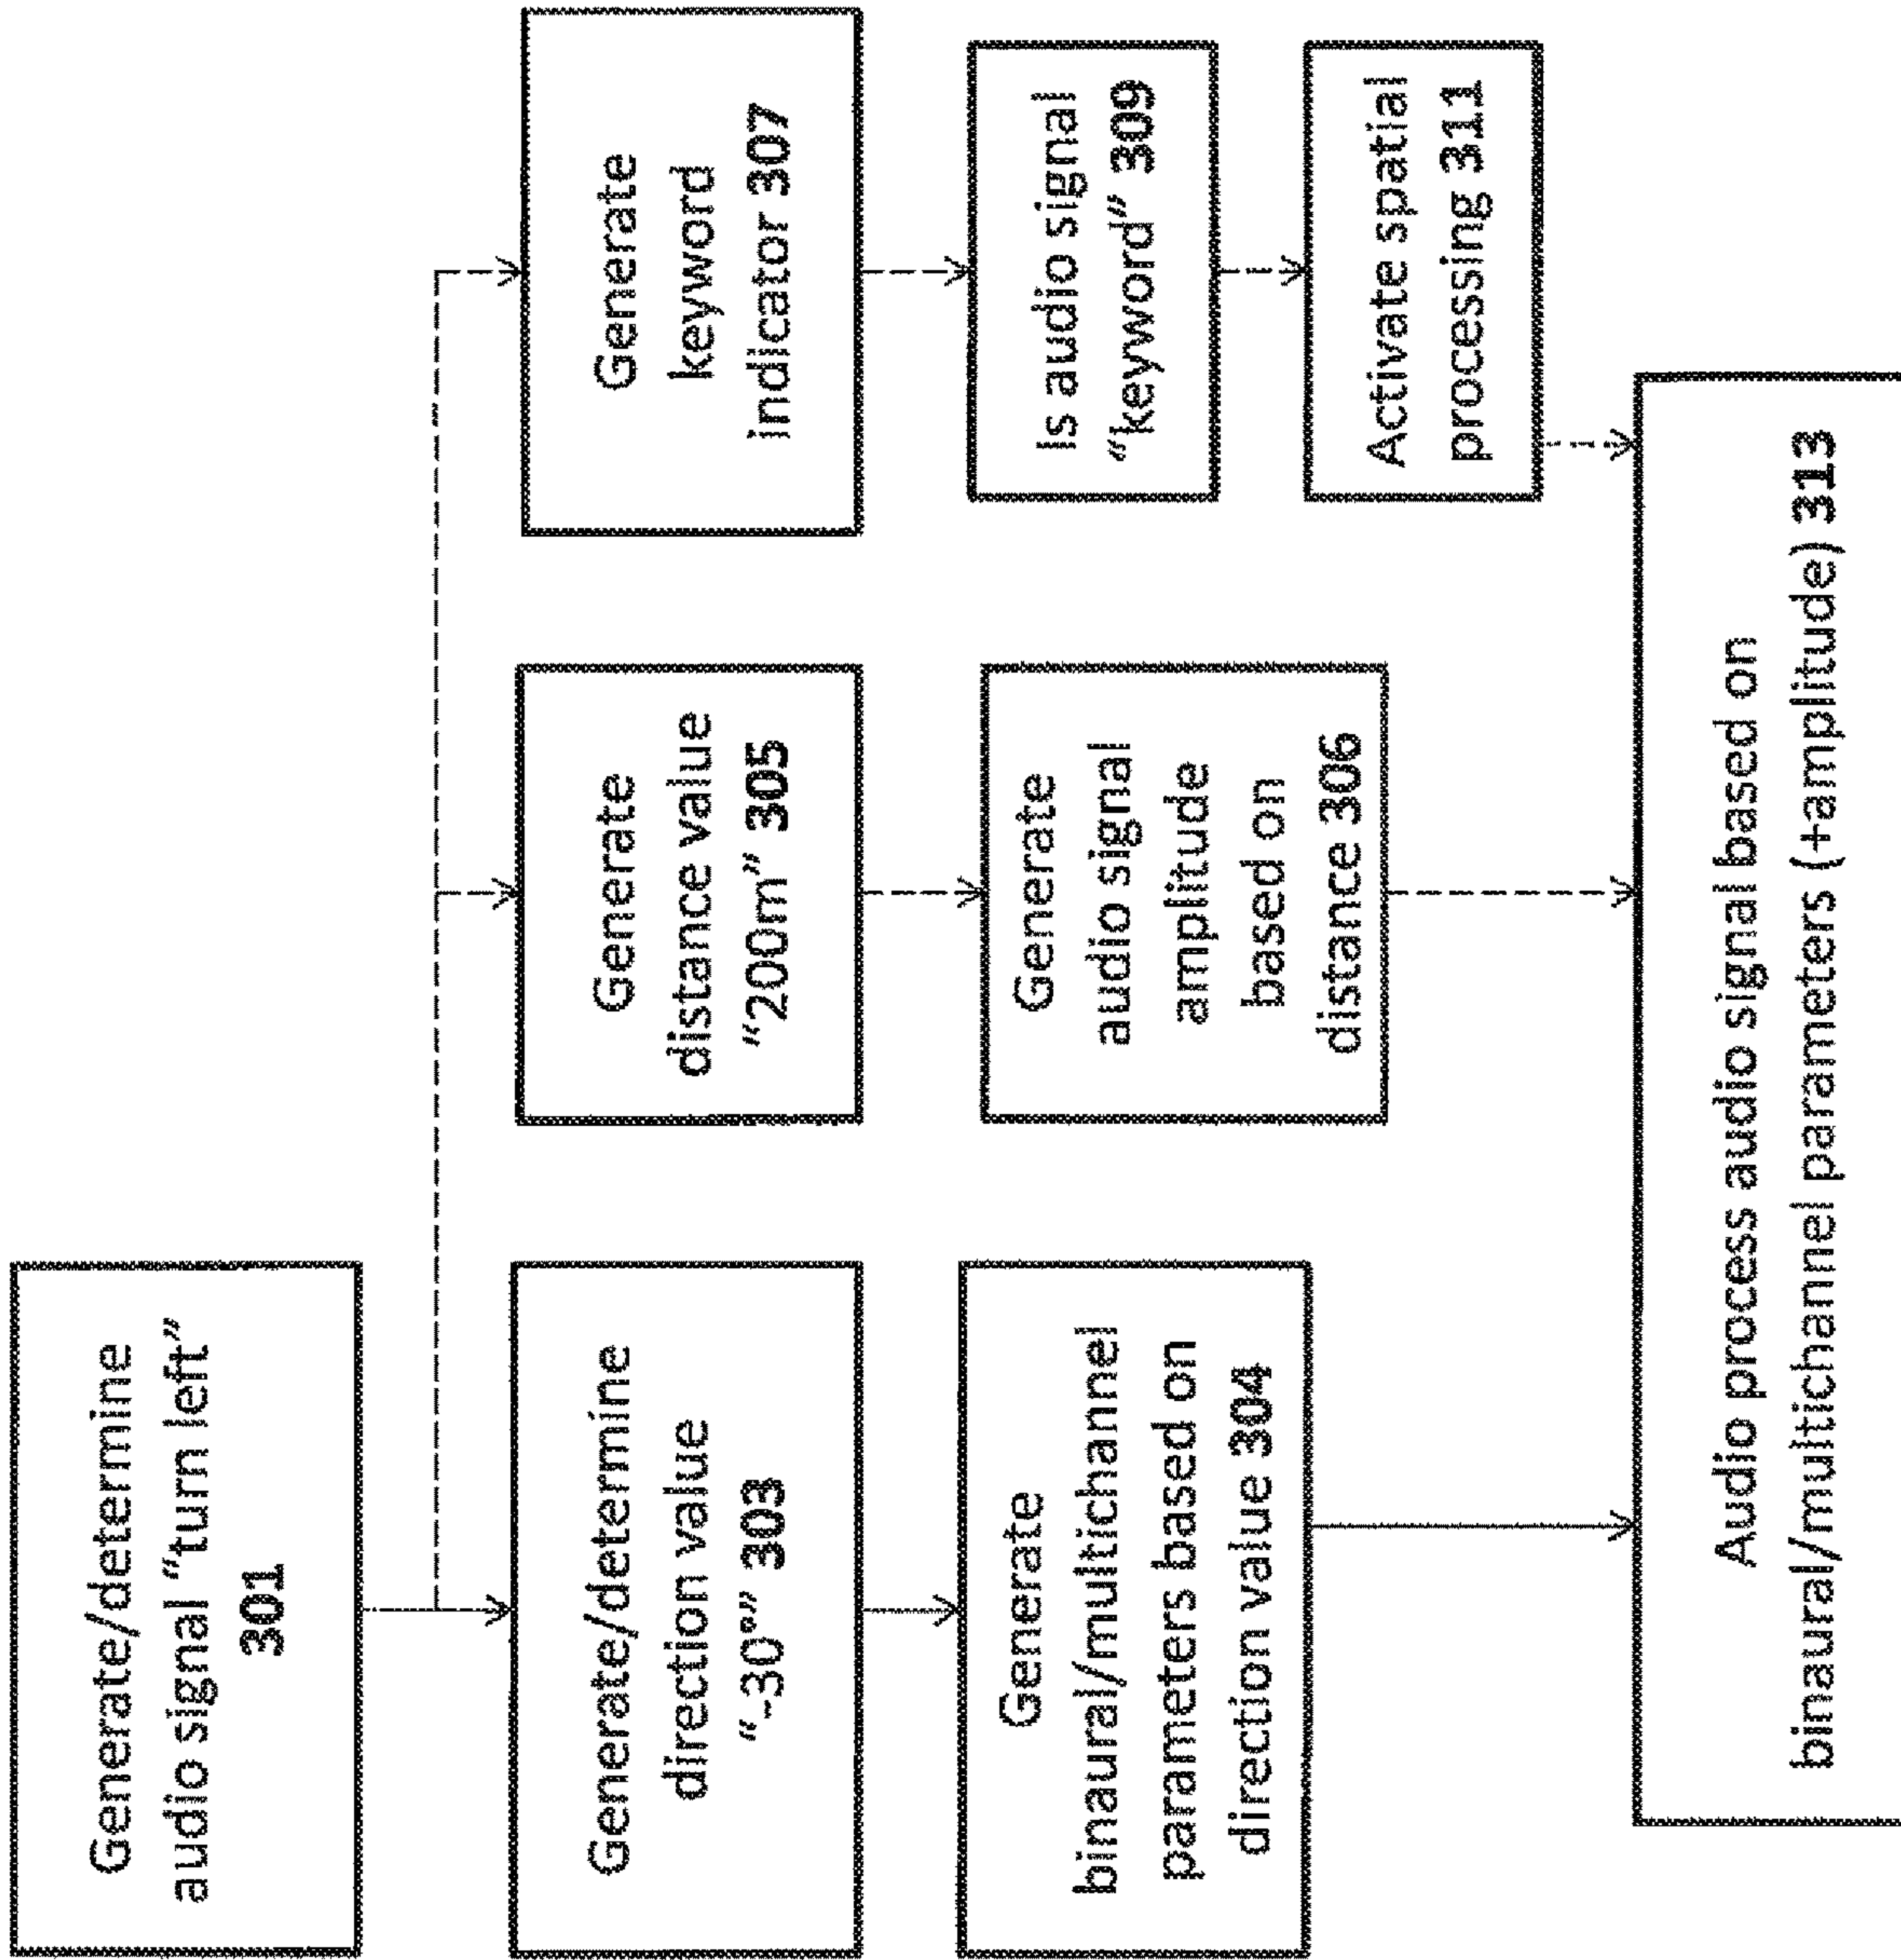 Generate/determine
audio signal “turn left”
301
Generate/determine
direction value
“-30°” 303
Generate
binaural/multichannel
parameters based on
direction value 304
Generate
distance value
“200m” 305
Generate
audio signal
amplitude
based on
distance 306
Generate
keyword
indicator 307
Is audio signal
“keyword” 309
Activate spatial
processing 311
Audio process audio signal based on
binaural/multichannel parameters (+amplitude) 313